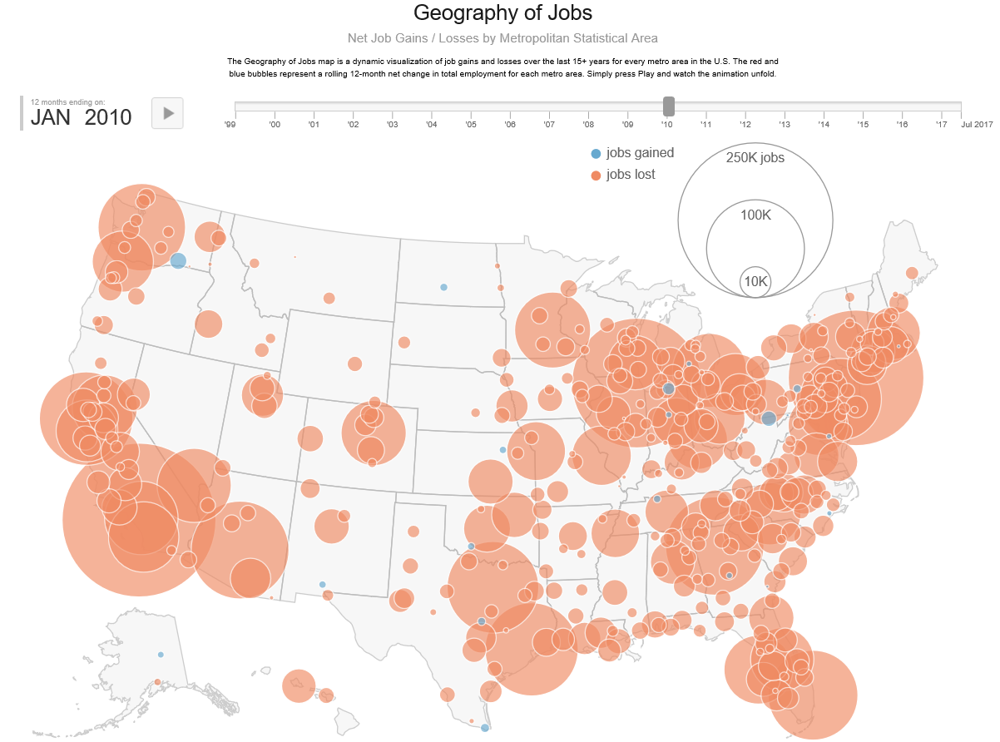 Geography of Jobs
Net Job Gains / Losses by Metropolitan Statistical Area
The Geography of Jobs map is a dynamic visualization of job gains and losses over the last 15+ years for every metro area in the U.S. The red and
blue bubbles represent a rolling 12-month net change in total employment for each metro area. Simply press Play and watch the animation unfold.
12 months ending on:
JAN 2010
'99 '00 '01 '02 '03 '04 '05 '06 '07 '08 '09 '10 '11 '12 '13 '14 '15 '16 '17 Jul 2017
jobs gained
jobs lost
250K jobs
100K
10K